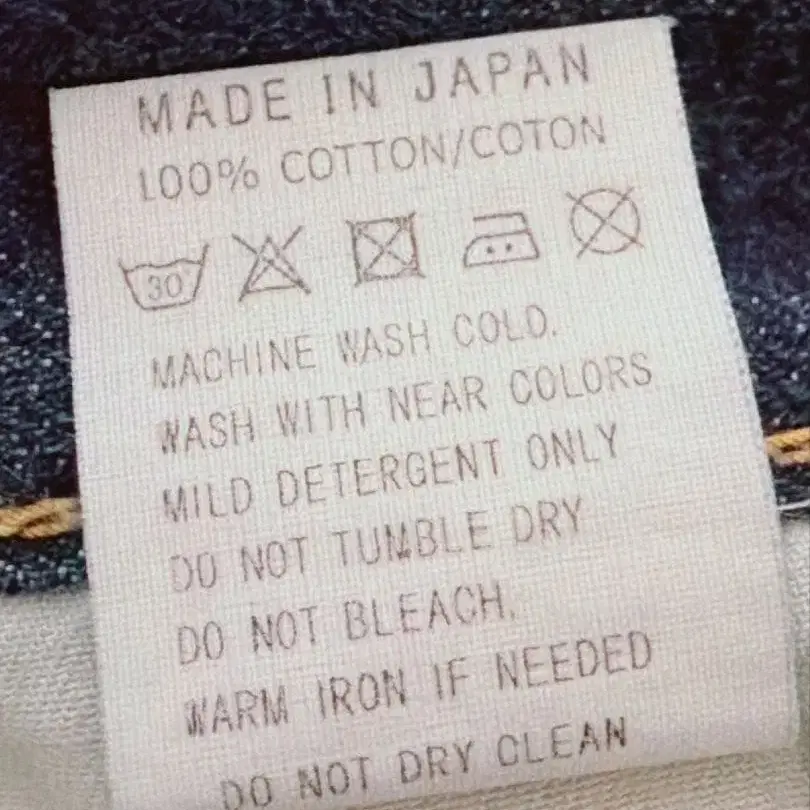 MADE IN JAPAN
100% COTTON/COTON
30°
MACHINE WASH COLD.
WASH WITH NEAR COLORS
MILD DETERGENT ONLY
DO NOT TUMBLE DRY
DO NOT BLEACH.
WARM IRON IF NEEDED
DO NOT DRY CLEAN